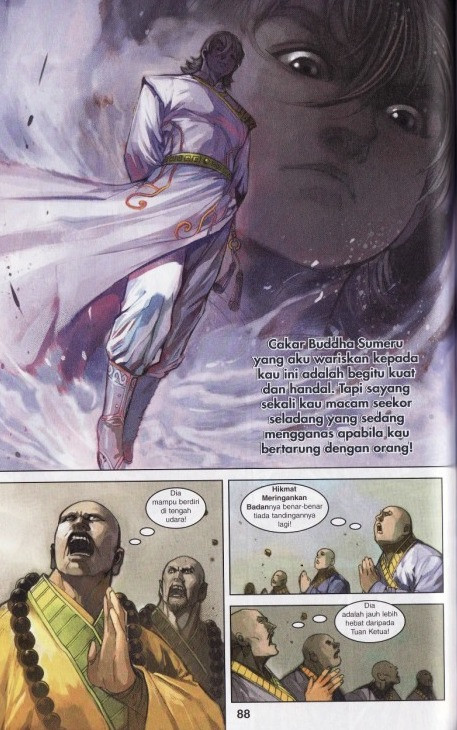 Cakar Buddha Sumeru
yang aku wariskan kepada
kau ini adalah begitu kuat
dan handal. Tapi sayang
sekali kau macam seekor
seladang yang sedang
mengganas apabila kau
bertarung dengan orang!
Dia
mampu berdiri
di tengah
udara!
Hikmat
Meringankan
Badannya benar-benar
tiada tandingannya
lagi!
Dia
adalah jauh lebih
hebat daripada
Tuan Ketua!
88